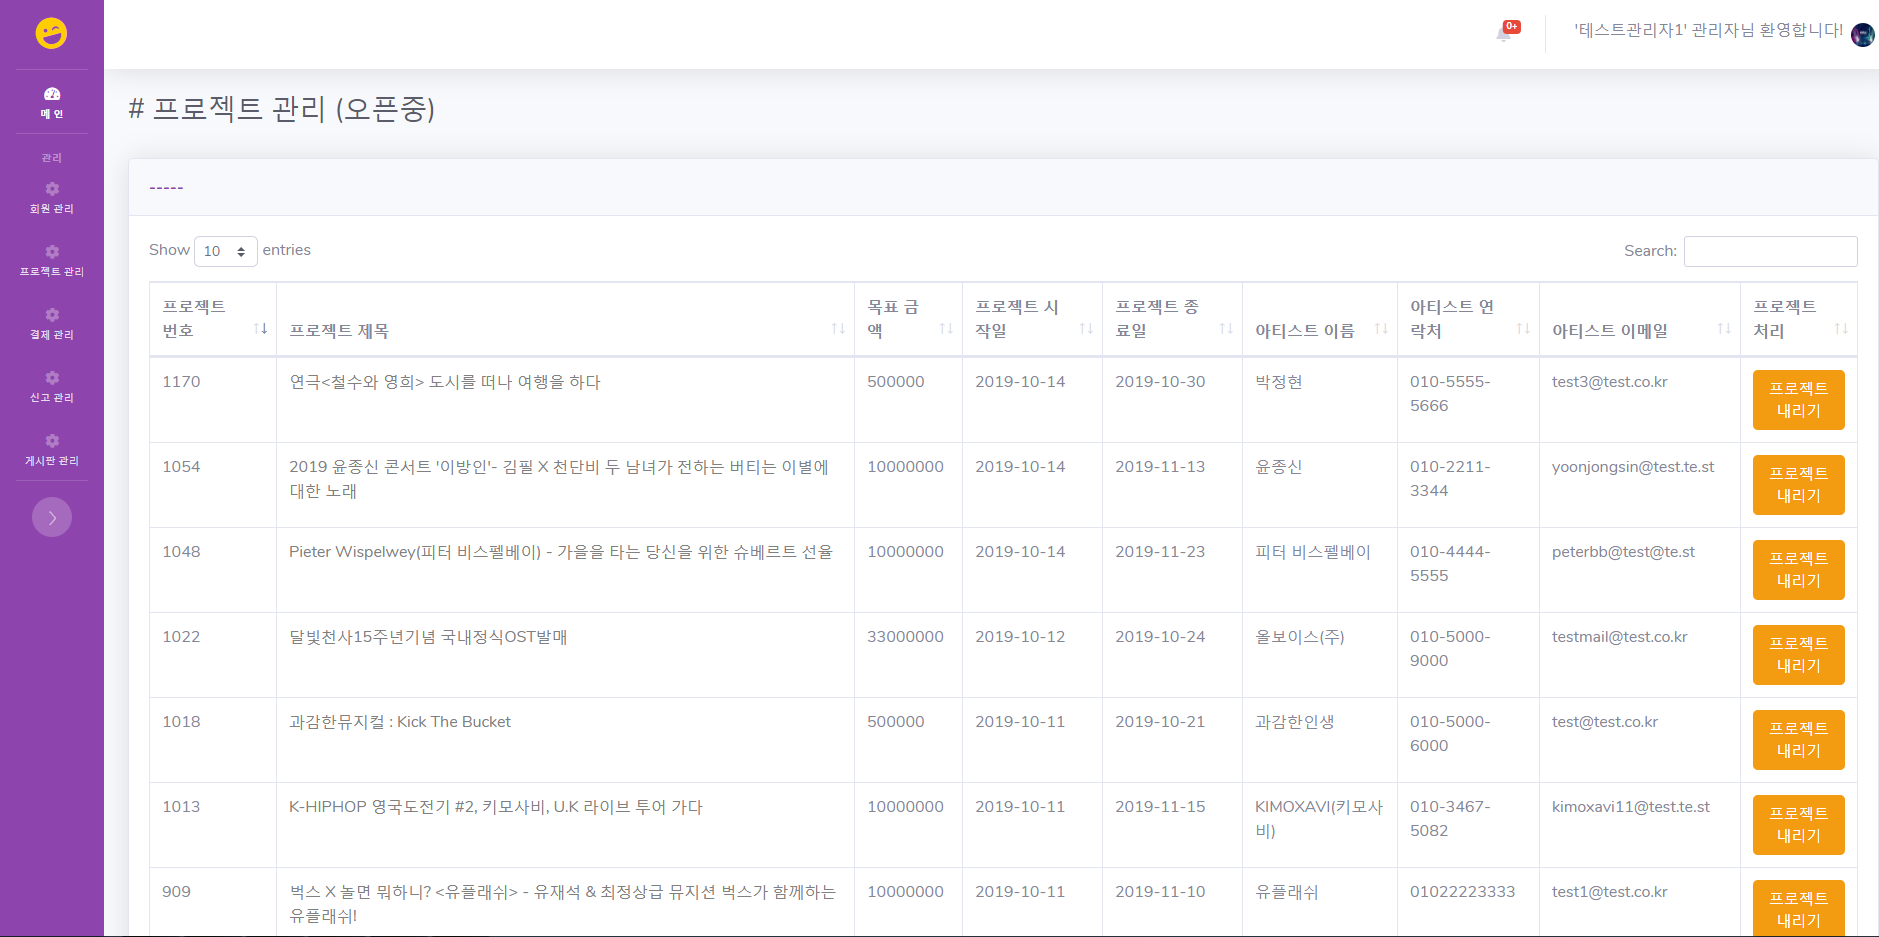 0+
'테스트관리자1' 관리자님 환영합니다!
메 인
관리
회원 관리
프로젝트 관리
결제 관리
신고 관리
게시판 관리
# 프로젝트 관리 (오픈중)
-----
Show 10 entries
Search:
프로젝트
번호
프로젝트 제목
목표 금
액
프로젝트 시
작일
프로젝트 종
료일
아티스트 이름
아티스트 연
락처
아티스트 이메일
프로젝트
처리
1170
연극<철수와 영희> 도시를 떠나 여행을 하다
500000
2019-10-14
2019-10-30
박정현
010-5555-
5666
test3@test.co.kr
프로젝트
내리기
1054
2019 윤종신 콘서트 '이방인'- 김필 X 천단비 두 남녀가 전하는 버티는 이별에
대한 노래
10000000
2019-10-14
2019-11-13
윤종신
010-2211-
3344
yoonjongsin@test.te.st
프로젝트
내리기
1048
Pieter Wispelwey(피터 비스펠베이) - 가을을 타는 당신을 위한 슈베르트 선율
10000000
2019-10-14
2019-11-23
피터 비스펠베이
010-4444-
5555
peterbb@test@te.st
프로젝트
내리기
1022
달빛천사15주년기념 국내정식OST발매
33000000
2019-10-12
2019-10-24
올보이스(주)
010-5000-
9000
testmail@test.co.kr
프로젝트
내리기
1018
과감한뮤지컬 : Kick The Bucket
500000
2019-10-11
2019-10-21
과감한인생
010-5000-
6000
test@test.co.kr
프로젝트
내리기
1013
K-HIPHOP 영국도전기 #2, 키모사비, U.K 라이브 투어 가다
10000000
2019-10-11
2019-11-15
KIMOXAVI(키모사
비)
010-3467-
5082
kimoxavi11@test.te.st
프로젝트
내리기
909
벅스 X 놀면 뭐하니? <유플래쉬> - 유재석 & 최정상급 뮤지션 벅스가 함께하는
유플래쉬!
10000000
2019-10-11
2019-11-10
유플래쉬
01022223333
test1@test.co.kr
프로젝트
내리기